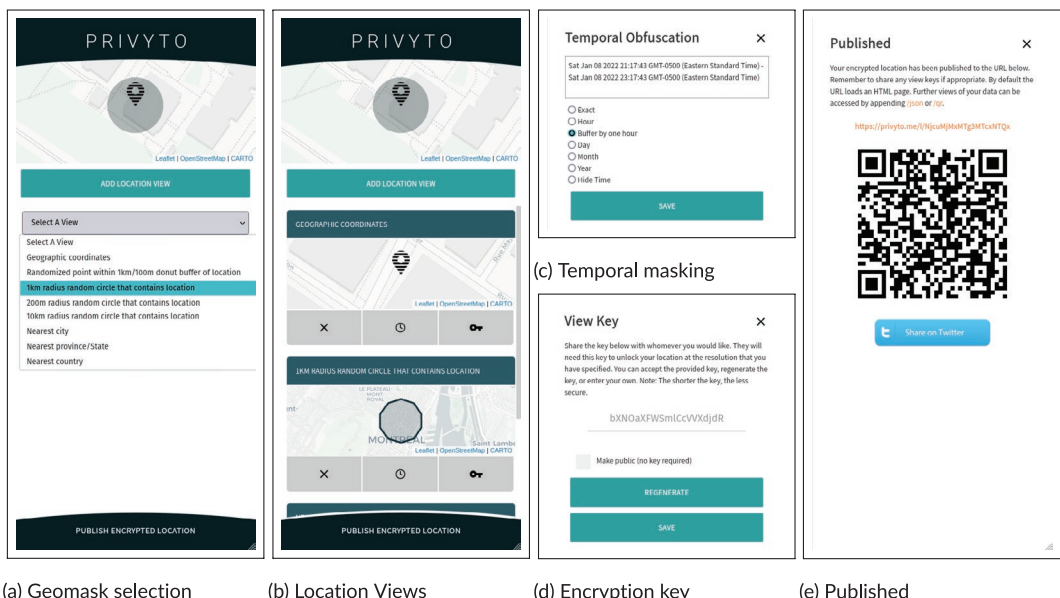 PRIVYTO
Leaflet | OpenStreetMap | CARTO
ADD LOCATION VIEW
Select A View
Select A View
Geographic coordinates
Randomized point within 1km/100m donut buffer of location
1km radius random circle that contains location
200m radius random circle that contains location
10km radius random circle that contains location
Nearest city
Nearest province/State
Nearest country
PUBLISH ENCRYPTED LOCATION
(a) Geomask selection
PRIVYTO
Leaflet | OpenStreetMap | CARTO
ADD LOCATION VIEW
GEOGRAPHIC COORDINATES
Leaflet | OpenStreetMap | CARTO
1KM RADIUS RANDOM CIRCLE THAT CONTAINS LOCATION
LE PLATEAU-
MONT-
ROYAL
MONTREAL
Saint Lambe
Leaflet | OpenStreetMap | CARTO
PUBLISH ENCRYPTED LOCATION
(b) Location Views
Temporal Obfuscation
Sat Jan 08 2022 21:17:43 GMT-0500 (Eastern Standard Time) -
Sat Jan 08 2022 23:17:43 GMT-0500 (Eastern Standard Time)
Exact
Hour
Buffer by one hour
Day
Month
Year
Hide Time
SAVE
(c) Temporal masking
View Key
Share the key below with whomever you would like. They will
need this key to unlock your location at the resolution that you
have specified. You can accept the provided key, regenerate the
key, or enter your own. Note: The shorter the key, the less
secure.
bXNOaXFWSmlCcVVXdjdR
Make public (no key required)
REGENERATE
SAVE
(d) Encryption key
Published
Your encrypted location has been published to the URL below.
Remember to share any view keys if appropriate. By default the
URL loads an HTML page. Further views of your data can be
accessed by appending /json or /qr.
https://privyto.me/l/NjcuMjMxMTg3MTcxNTQx
Share on Twitter
(e) Published